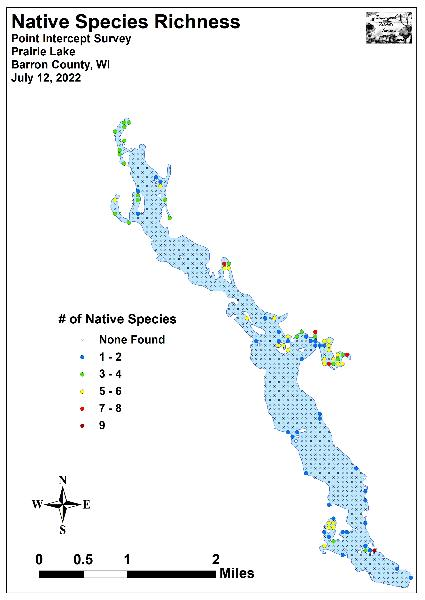 Native Species Richness
Point Intercept Survey
Prairie Lake
Barron County, WI
July 12, 2022
# of Native Species
None Found
1 - 2
3 - 4
5 - 6
7 - 8
9
N
W E
S
0 0.5 1 2
Miles